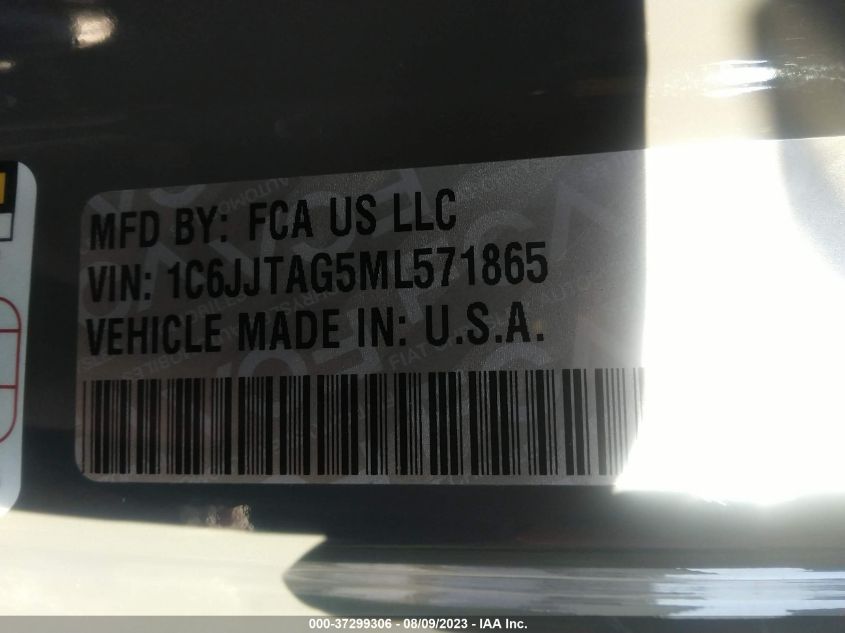 MFD BY: FCA US LLC
VIN: 1C6JJTAG5ML571865
VEHICLE MADE IN: U.S.A.
000-37299306 - 08/09/2023 - IAA Inc.